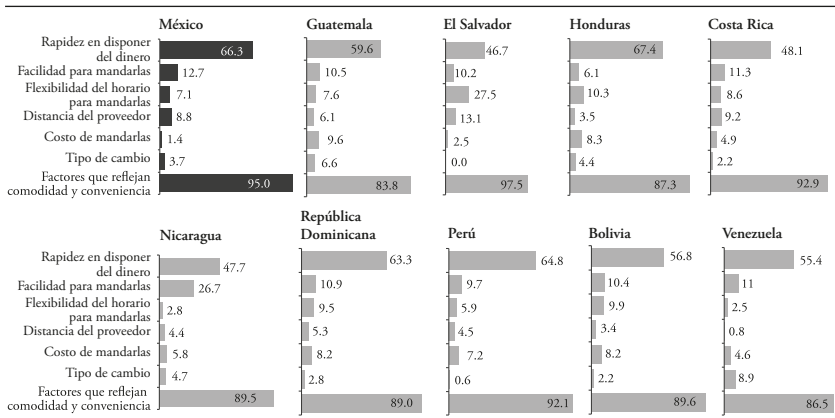 México Guatemala El Salvador Honduras Costa Rica
Rapidez en disponer
del dinero 66.3 59.6 46.7 67.4 48.1
Facilidad para mandarlas 12.7 10.5 10.2 6.1 11.3
Flexibilidad del horario
para mandarlas 7.1 7.6 27.5 10.3 8.6
Distancia del proveedor 8.8 6.1 13.1 3.5 9.2
Costo de mandarlas 1.4 9.6 2.5 8.3 4.9
Tipo de cambio 3.7 6.6 0.0 4.4 2.2
Factores que reflejan
comodidad y conveniencia 95.0 83.8 97.5 87.3 92.9
República
Nicaragua Dominicana Perú Bolivia Venezuela
Rapidez en disponer
del dinero 47.7 63.3 64.8 56.8 55.4
Facilidad para mandarlas 26.7 10.9 9.7 10.4 11
Flexibilidad del horario
para mandarlas 2.8 9.5 5.9 9.9 2.5
Distancia del proveedor 4.4 5.3 4.5 3.4 0.8
Costo de mandarlas 5.8 8.2 7.2 8.2 4.6
Tipo de cambio 4.7 2.8 0.6 2.2 8.9
Factores que reflejan
comodidad y conveniencia 89.5 89.0 92.1 89.6 86.5